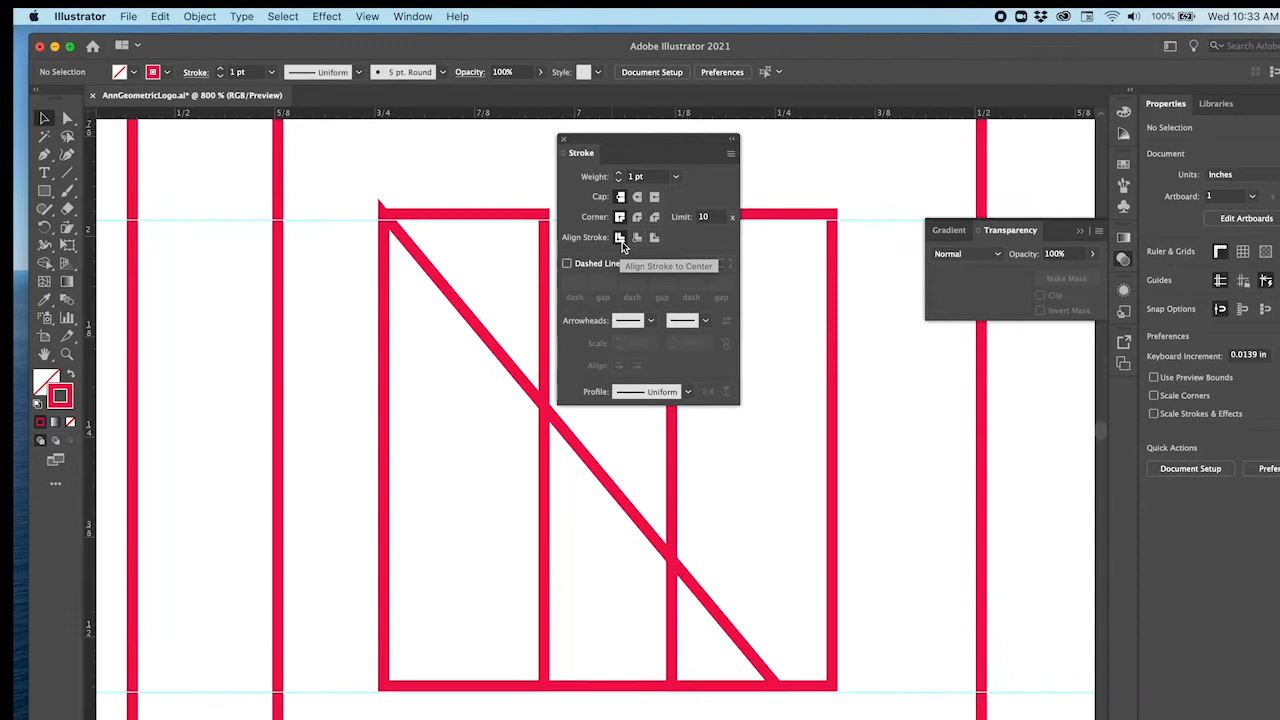 Illustrator File Edit Object Type Select Effect View Window Help 100% Wed 10:33 AM
Adobe Illustrator 2021
Search Adobe
No Selection Stroke: 1 pt Uniform 5 pt. Round Opacity: 100% Style: Document Setup Preferences
AnnGeometricLogo.ai* @ 800 % (RGB/Preview)
Properties Libraries
1/2 5/8 3/4 7/8 7 1/8 1/4 3/8 1/2 5/8
No Selection
Document
Units: Inches
Artboard: 1
Edit Artboards
Ruler & Grids
Guides
Snap Options
Preferences
Keyboard Increment: 0.0139 in
Use Preview Bounds
Scale Corners
Scale Strokes & Effects
Quick Actions
Document Setup
Stroke
Weight: 1 pt
Cap:
Corner: Limit: 10 x
Align Stroke:
Dashed Line
Align Stroke to Center
dash gap dash gap dash gap
Arrowheads:
Scale:
Align:
Profile: Uniform
Gradient Transparency
Normal Opacity: 100%
Make Mask
Clip
Invert Mask